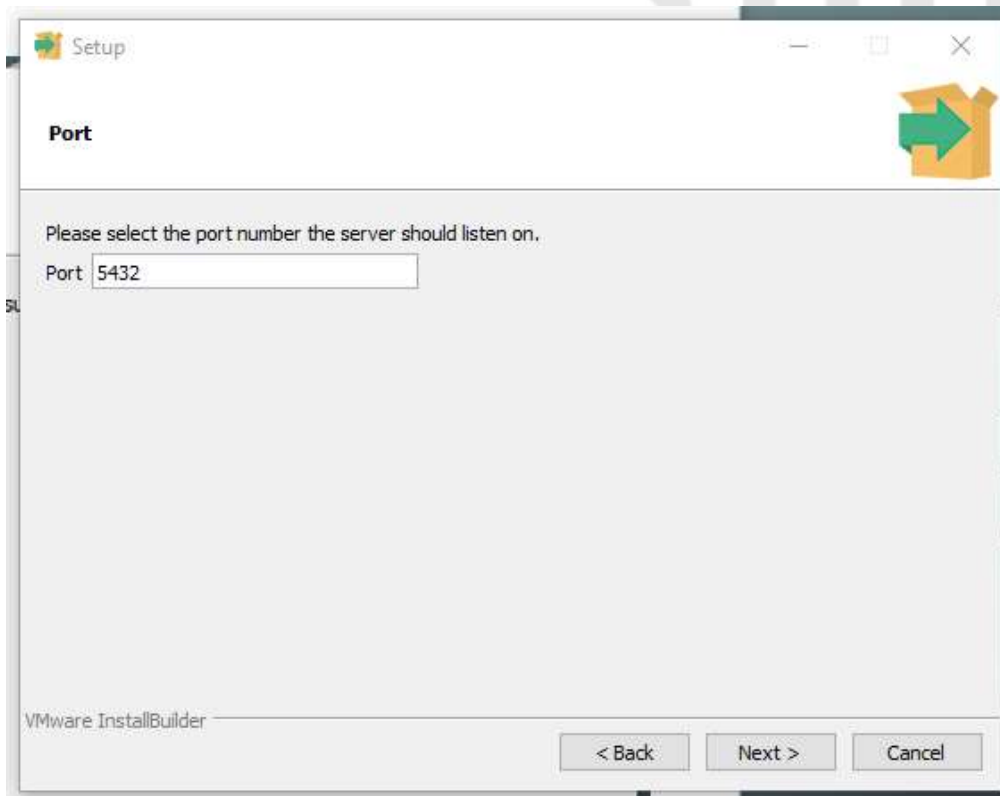 Setup
Port
Please select the port number the server should listen on.
Port 5432
VMware InstallBuilder
< Back Next > Cancel